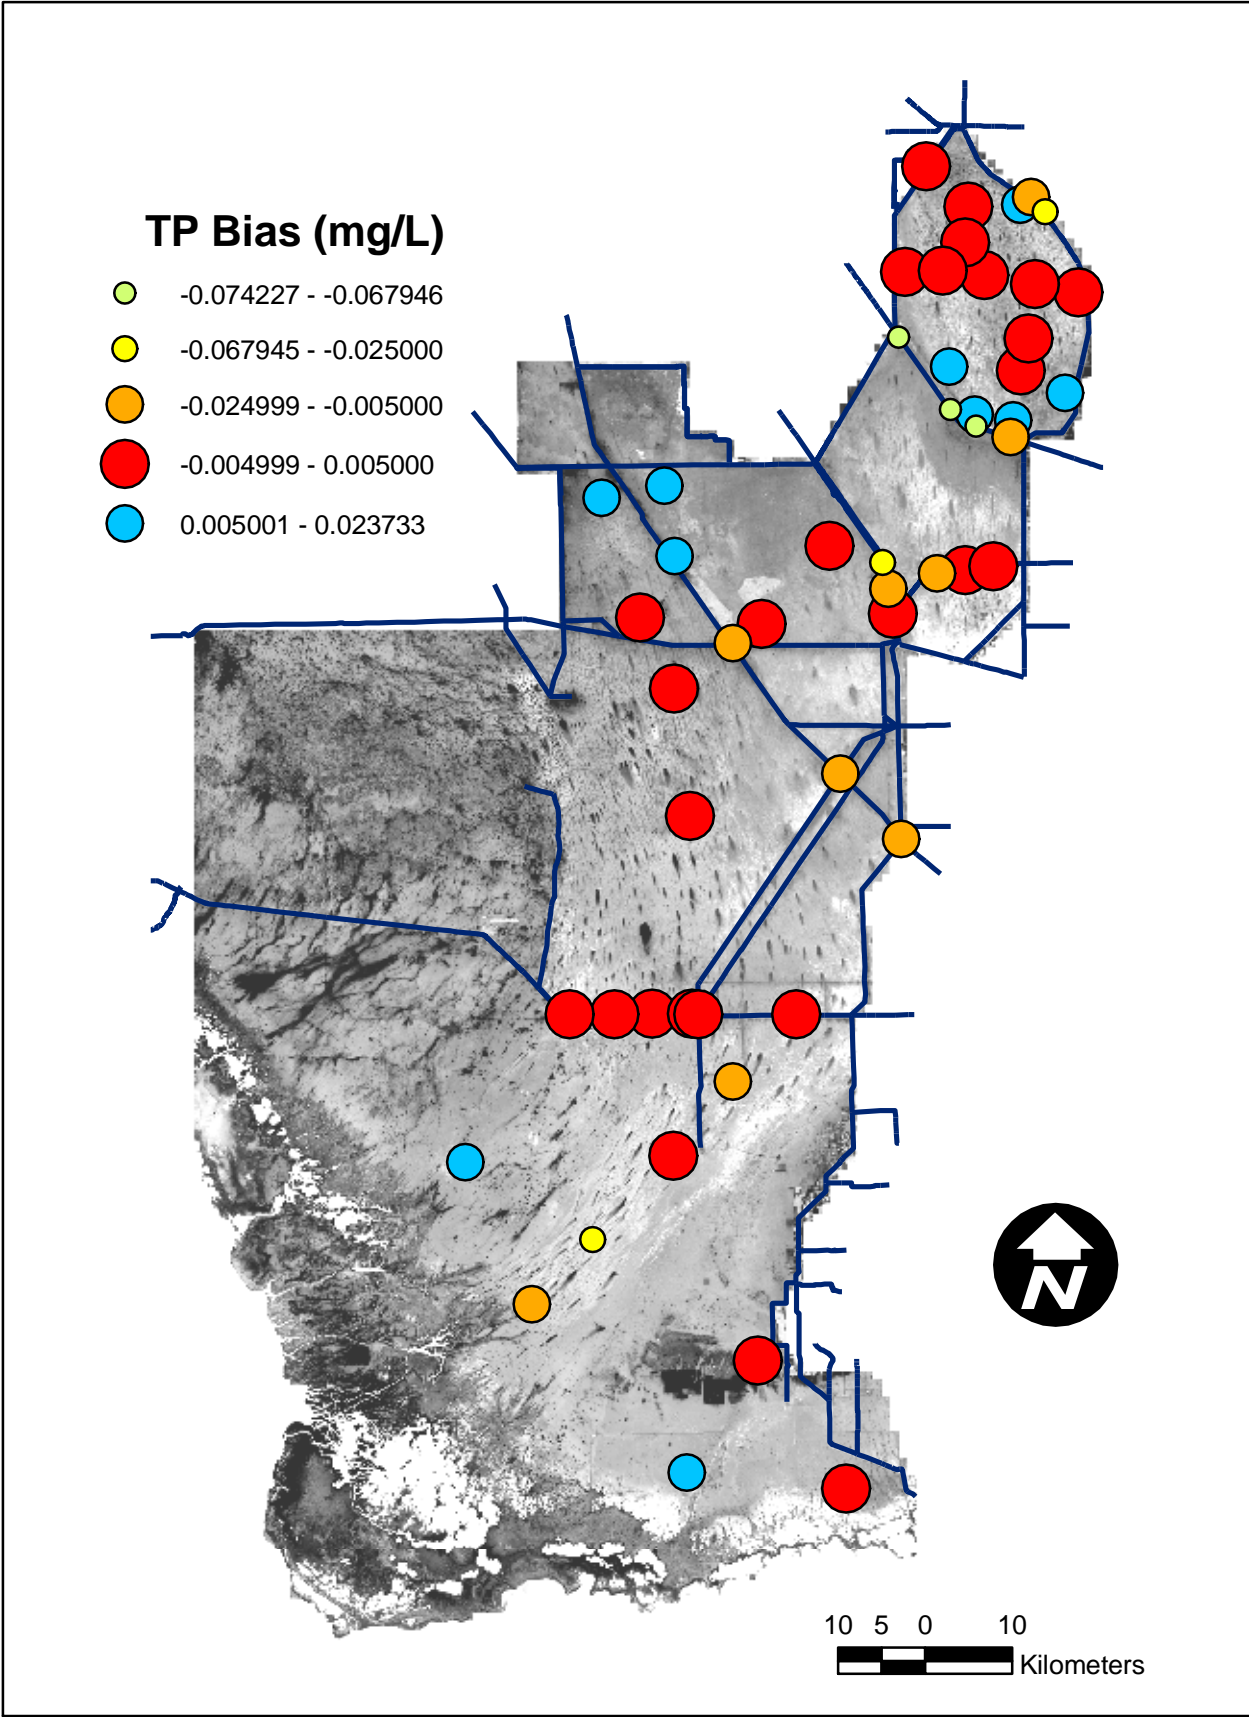 TP Bias (mg/L)
-0.074227 - -0.067946
-0.067945 - -0.025000
-0.024999 - -0.005000
-0.004999 - 0.005000
0.005001 - 0.023733
N
10 5 0 10
Kilometers